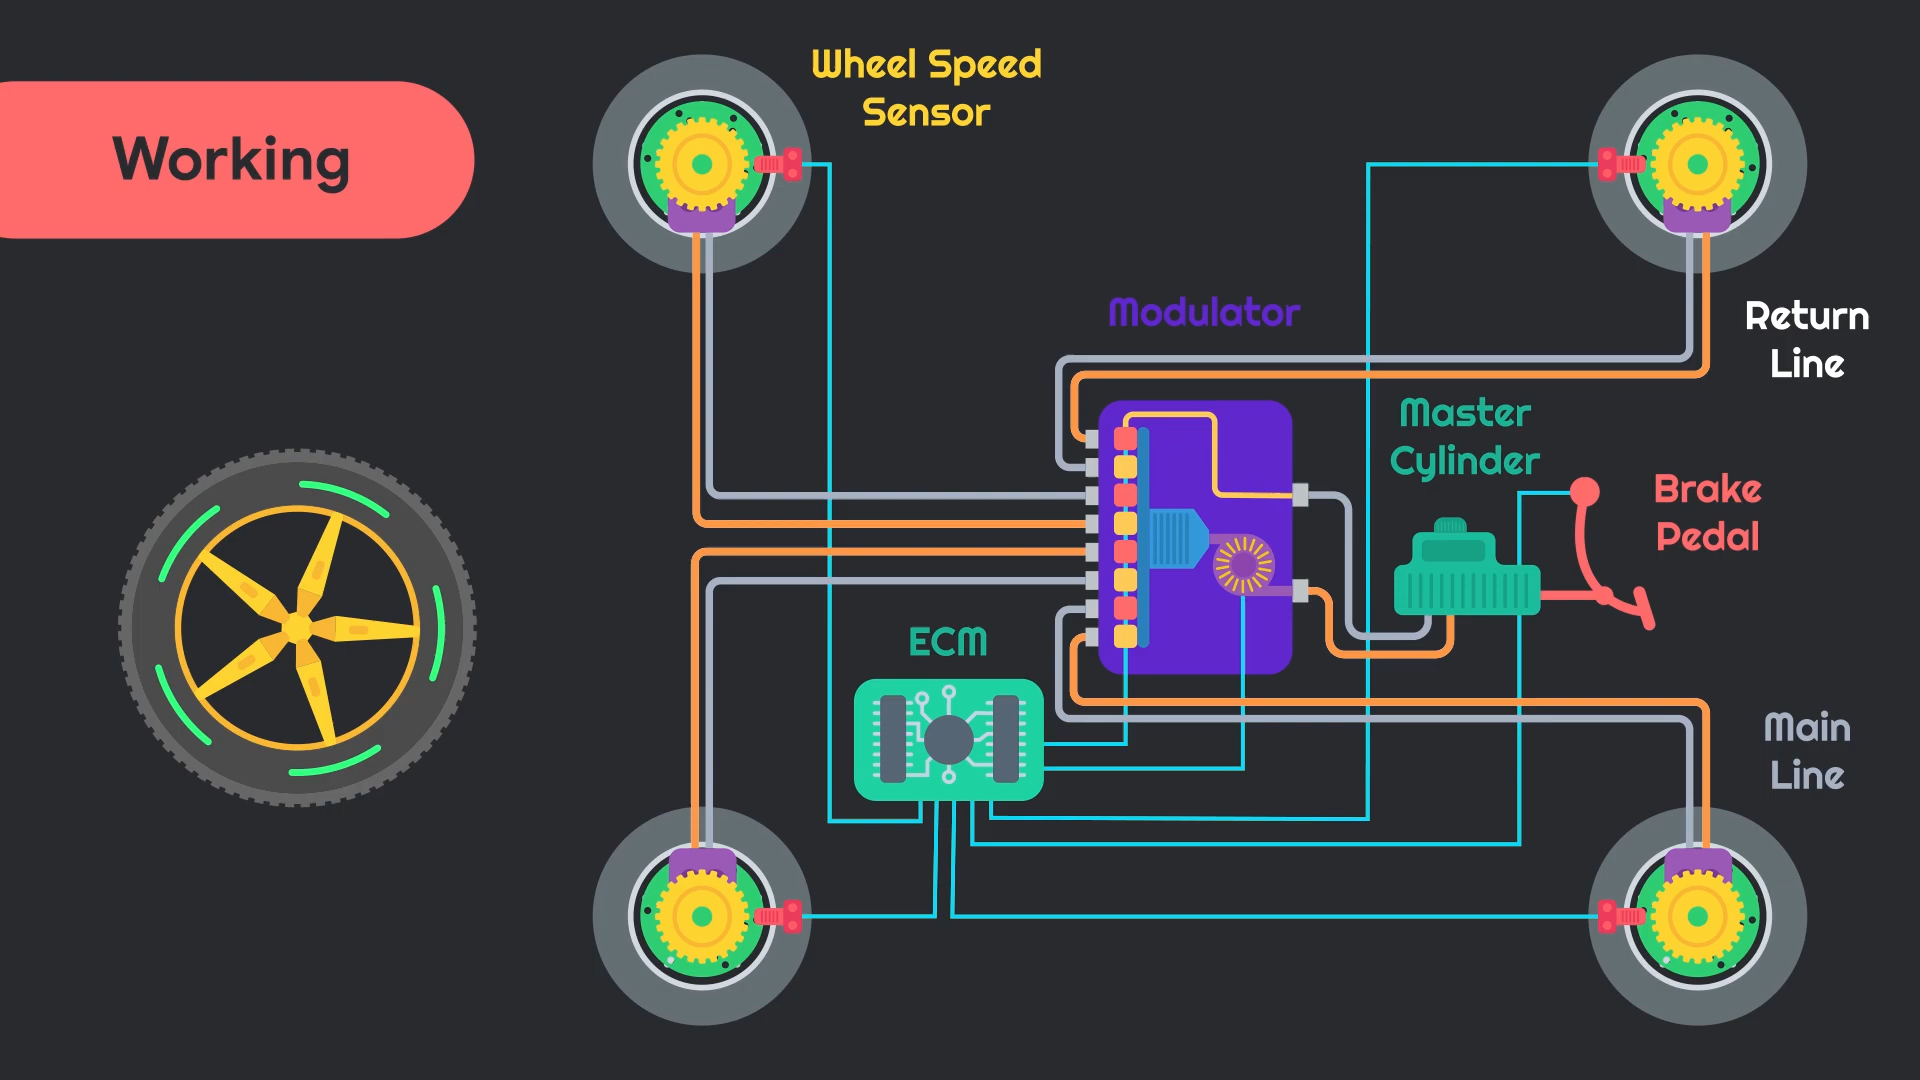 Working
Wheel Speed
Sensor
Modulator
Return
Line
Master
Cylinder
Brake
Pedal
ECM
Main
Line